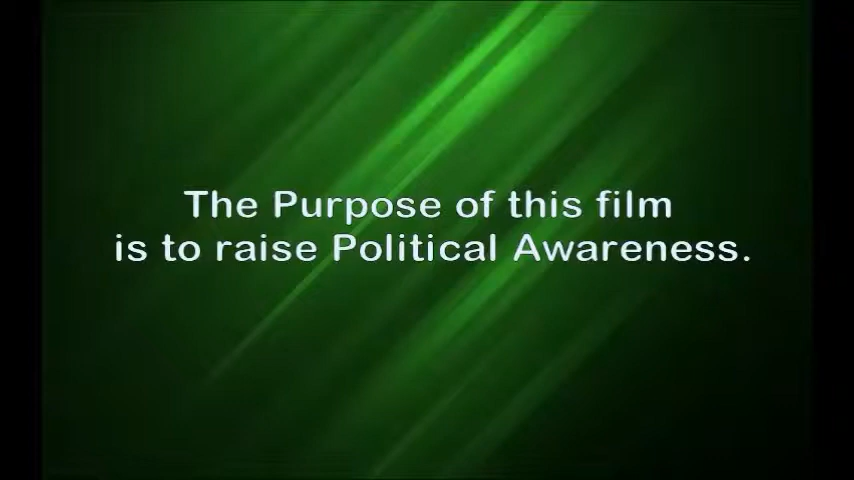 The Purpose of this film
is to raise Political Awareness.